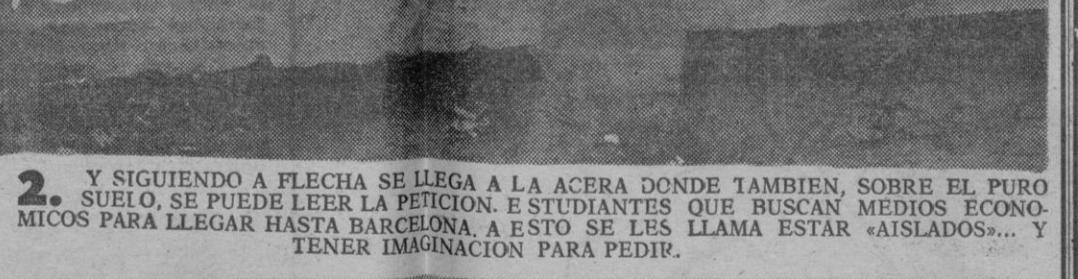 2. Y SIGUIENDO A FLECHA SE LLEGA A LA ACERA DONDE TAMBIEN, SOBRE EL PURO
SUELO, SE PUEDE LEER LA PETICION. ESTUDIANTES QUE BUSCAN MEDIOS ECONO-
MICOS PARA LLEGAR HASTA BARCELONA. A ESTO SE LES LLAMA ESTAR «AISLADOS»... Y
TENER IMAGINACION PARA PEDIR.